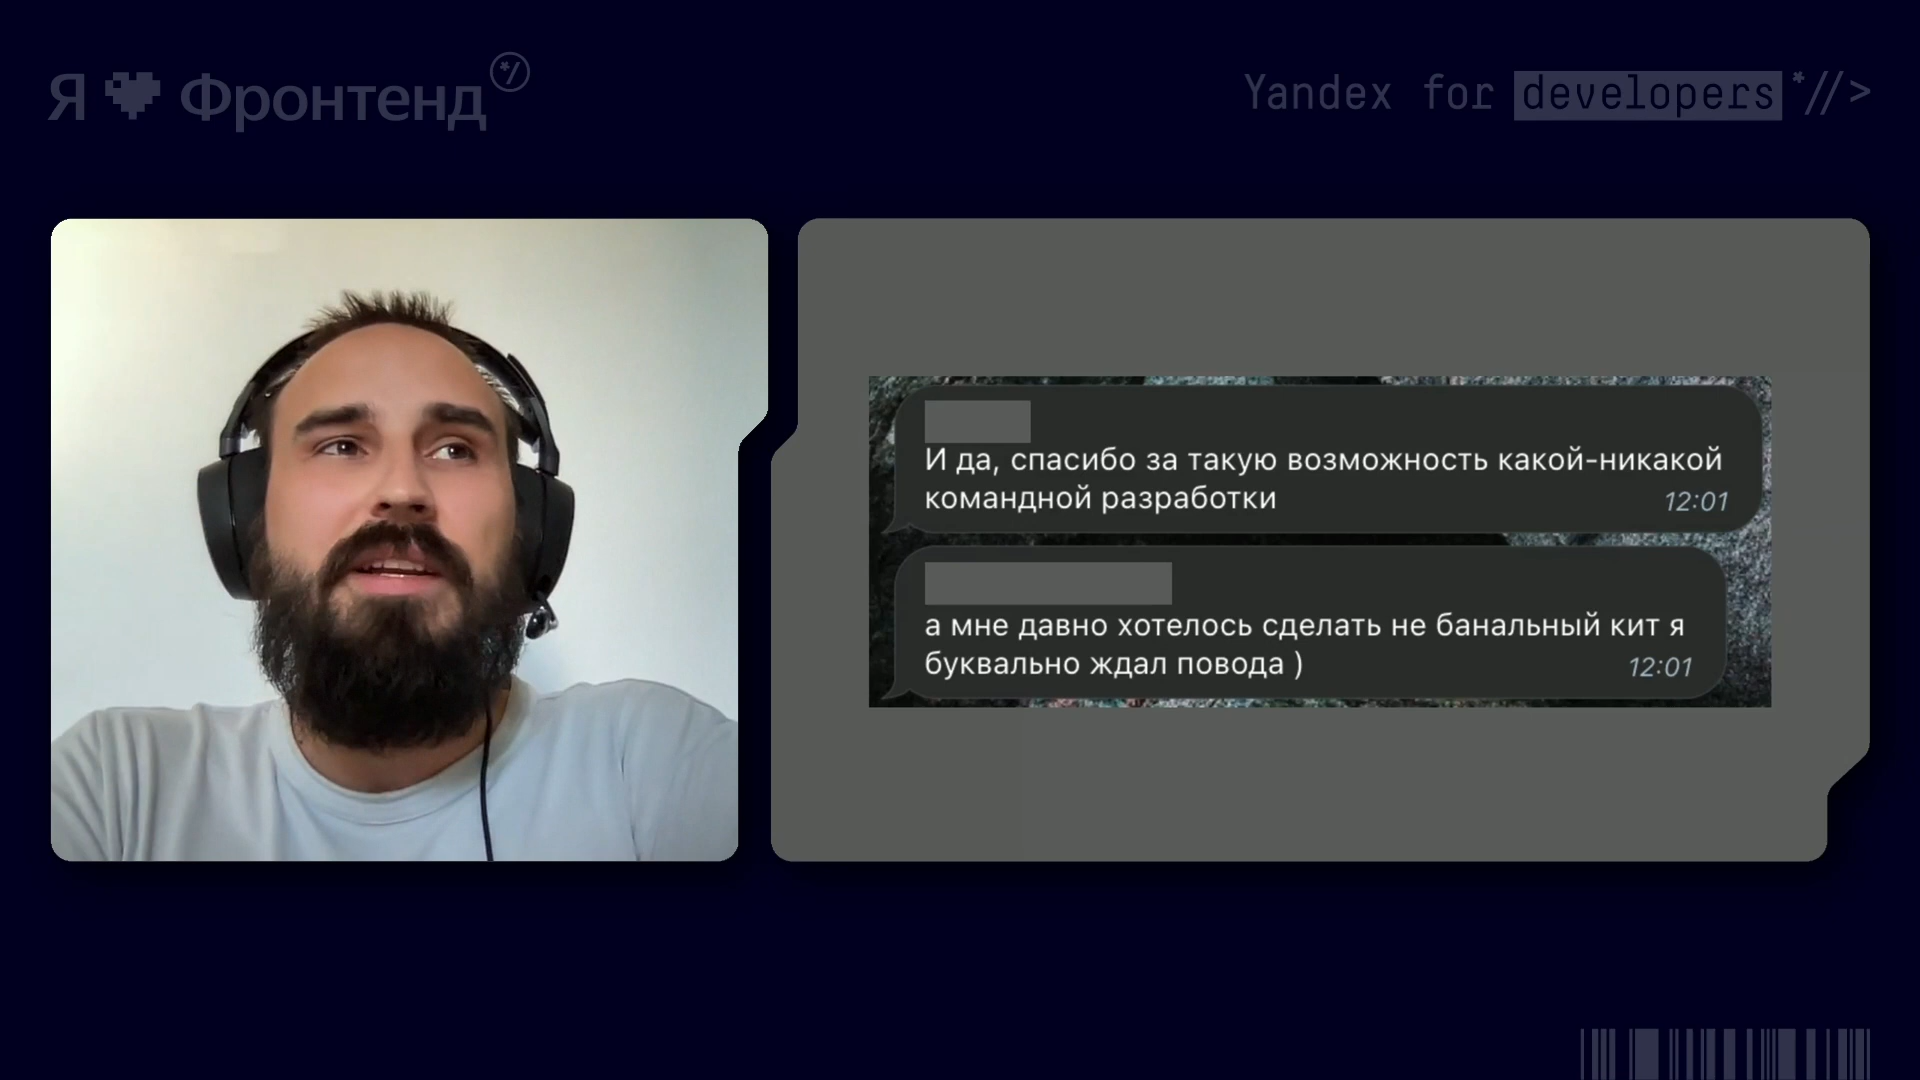 Я Фронтенд */
Yandex for developers *//>
И да, спасибо за такую возможность какой-никакой
командной разработки
12:01
а мне давно хотелось сделать не банальный кит я
буквально ждал повода )
12:01